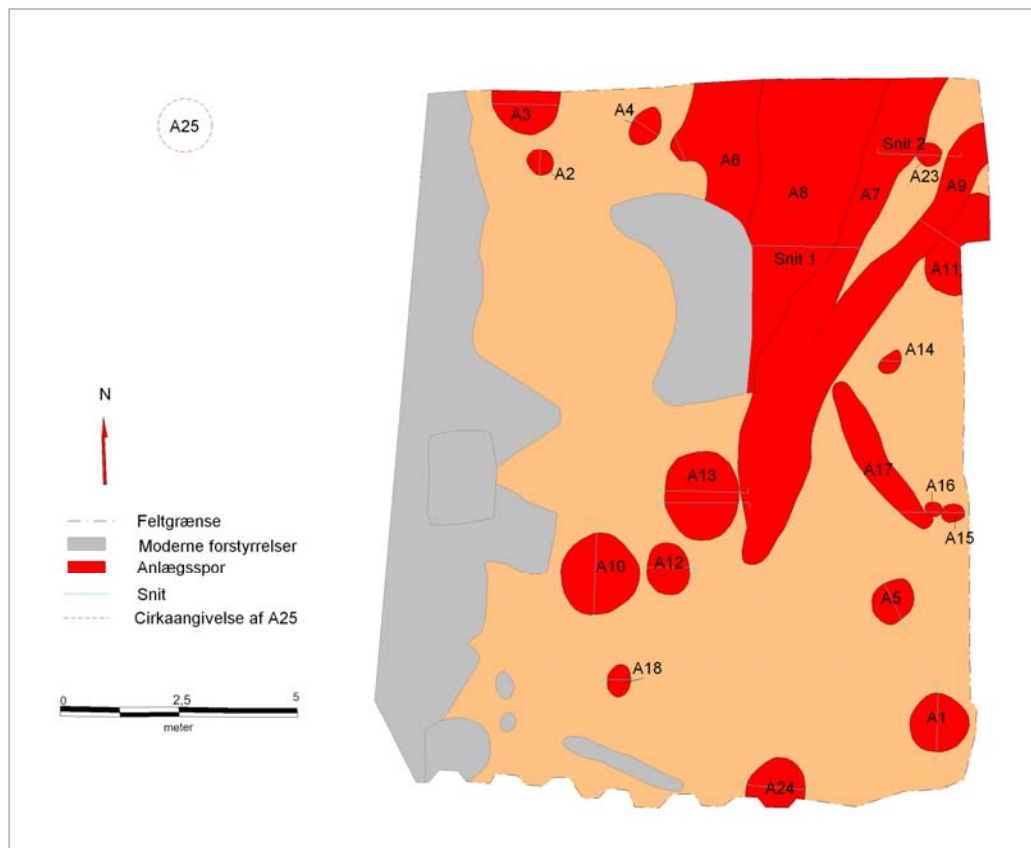 A25
A3
A4
A2
A6
A8
A7
Snit 2
A23
A9
Snit 1
A11
A14
A17
A16
A15
A13
A10
A12
A5
A18
A1
A24
N
Feltgrænse
Moderne forstyrrelser
Anlægsspor
Snit
Cirkaangivelse af A25
0 2,5 5
meter